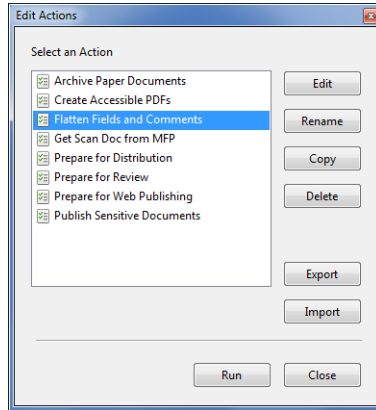 Edit Actions
Select an Action
Archive Paper Documents
Create Accessible PDFs
Flatten Fields and Comments
Get Scan Doc from MFP
Prepare for Distribution
Prepare for Review
Prepare for Web Publishing
Publish Sensitive Documents
Edit
Rename
Copy
Delete
Export
Import
Run
Close